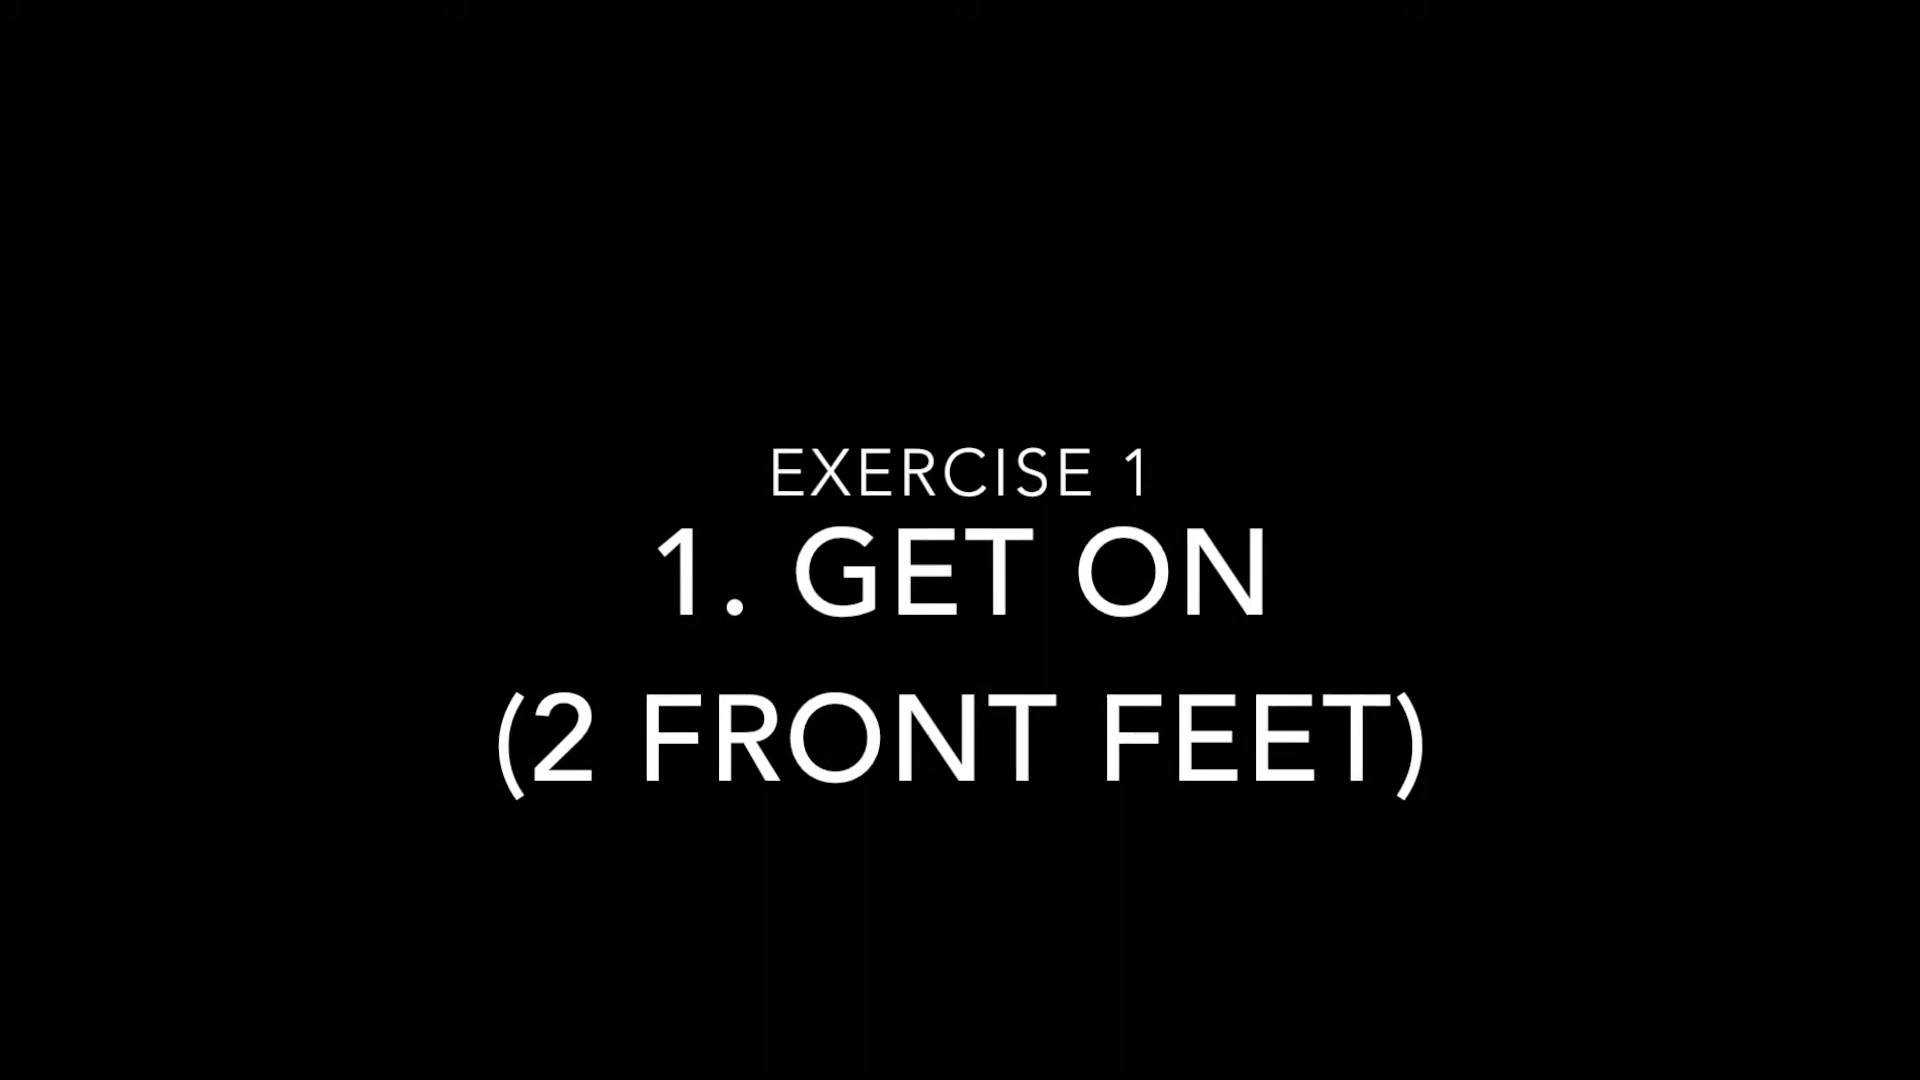 EXERCISE 1
1. GET ON
(2 FRONT FEET)